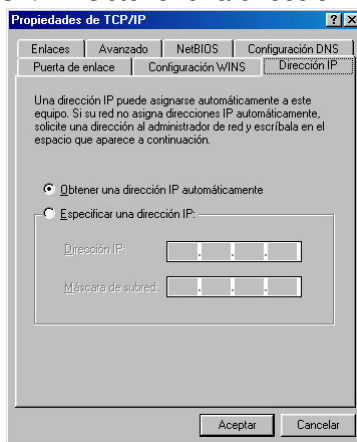 Propiedades de TCP/IP
Enlaces Avanzado NetBIOS Configuración DNS
Puerta de enlace Configuración WINS Dirección IP
Una dirección IP puede asignarse automáticamente a este
equipo. Si su red no asigna direcciones IP automáticamente,
solicite una dirección al administrador de red y escríbala en el
espacio que aparece a continuación.
Obtener una dirección IP automáticamente
Especificar una dirección IP:
Dirección IP:
Máscara de subred:
Aceptar Cancelar